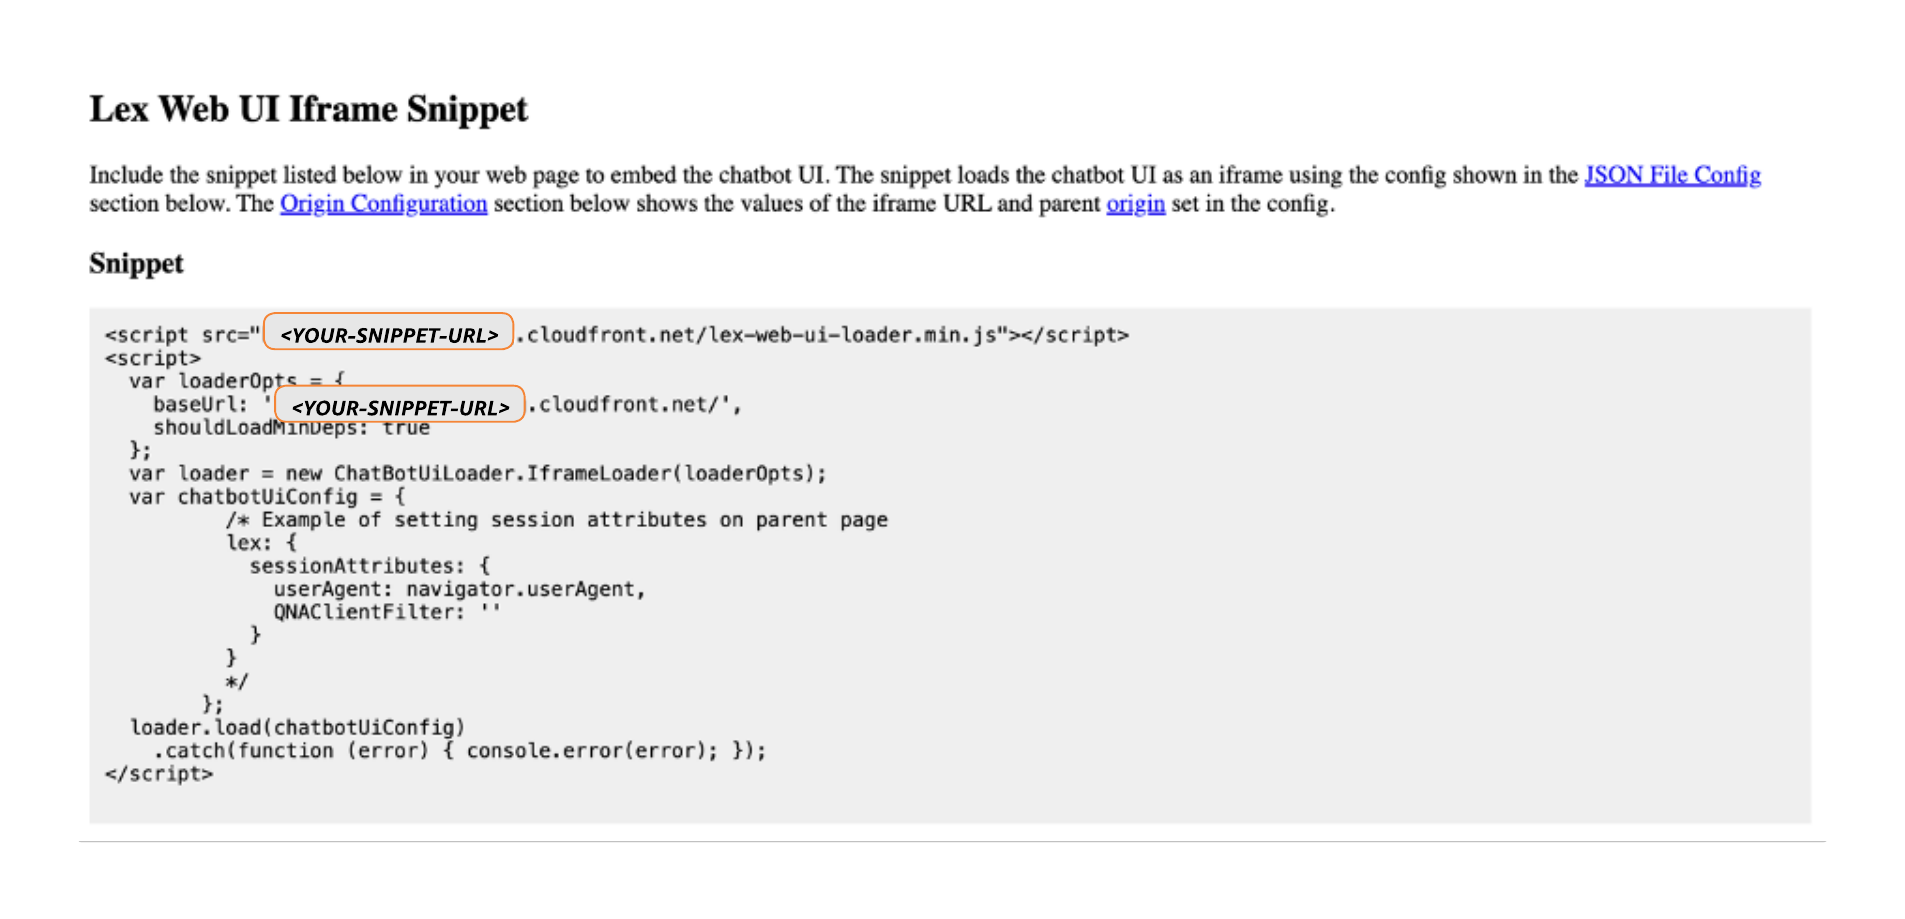 Lex Web UI Iframe Snippet
Include the snippet listed below in your web page to embed the chatbot UI. The snippet loads the chatbot UI as an iframe using the config shown in the JSON File Config
section below. The Origin Configuration section below shows the values of the iframe URL and parent origin set in the config.
Snippet
<script src="<YOUR-SNIPPET-URL>.cloudfront.net/lex-web-ui-loader.min.js"></script>
<script>
var loaderOpts = {
baseUrl: '<YOUR-SNIPPET-URL>.cloudfront.net/',
shouldLoadMinDeps: true
};
var loader = new ChatBotUiLoader.IframeLoader(loaderOpts);
var chatbotUiConfig = {
/* Example of setting session attributes on parent page
lex: {
sessionAttributes: {
userAgent: navigator.userAgent,
QNAClientFilter: ''
}
}
*/
};
loader.load(chatbotUiConfig)
.catch(function (error) { console.error(error); });
</script>